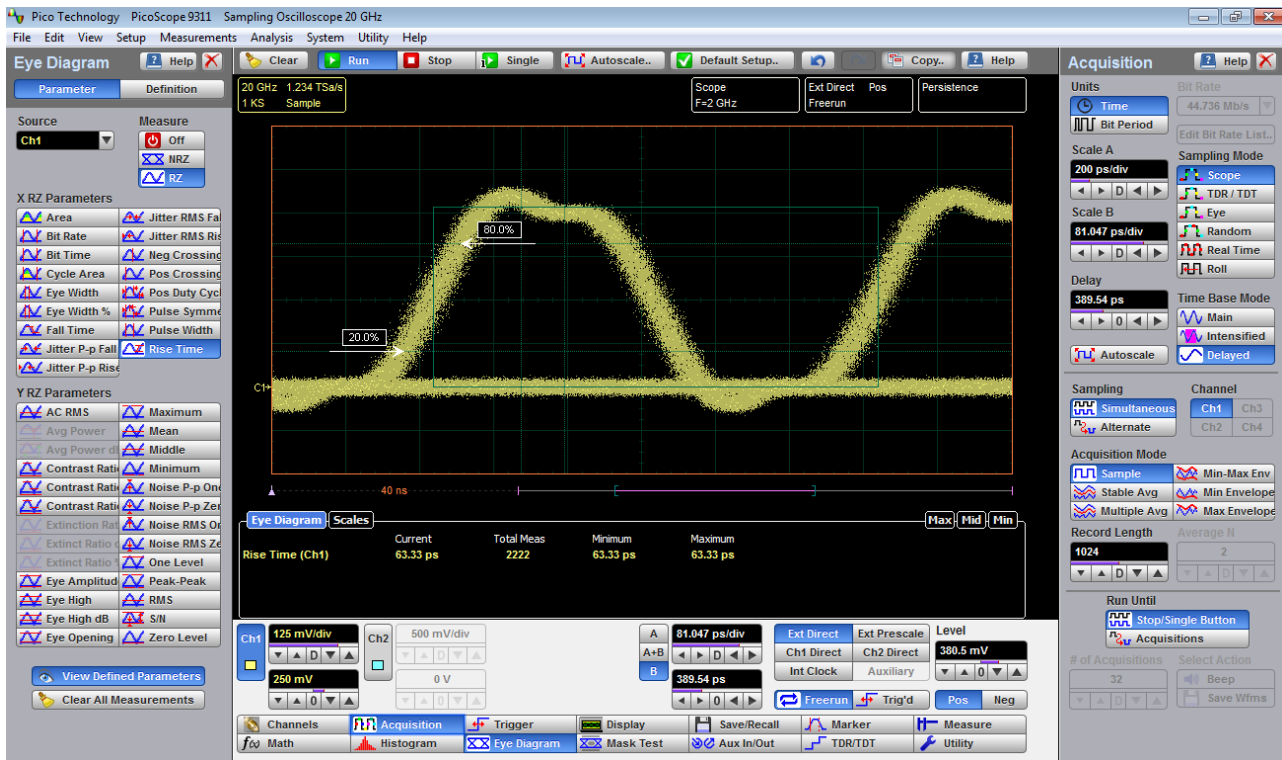 Pico Technology PicoScope 9311 Sampling Oscilloscope 20 GHz
File Edit View Setup Measurements Analysis System Utility Help
Eye Diagram Help
Parameter Definition
Source Measure
Ch1 Off
NRZ
RZ
X RZ Parameters
Area Jitter RMS Fal
Bit Rate Jitter RMS Ris
Bit Time Neg Crossing
Cycle Area Pos Crossing
Eye Width Pos Duty Cycl
Eye Width % Pulse Symme
Fall Time Pulse Width
Jitter P-p Fall Rise Time
Jitter P-p Rise
Y RZ Parameters
AC RMS Maximum
Avg Power Mean
Avg Power dB Middle
Contrast Rati Minimum
Contrast Rati Noise P-p One
Contrast Rati Noise P-p Zer
Extinction Rat Noise RMS On
Extinct Ratio Noise RMS Ze
Extinct Ratio One Level
Eye Amplitud Peak-Peak
Eye High RMS
Eye High dB S/N
Eye Opening Zero Level
View Defined Parameters
Clear All Measurements
Clear Run Stop Single Autoscale.. Default Setup.. Copy.. Help
20 GHz 1.234 TSa/s
1 KS Sample
Scope
F=2 GHz
Ext Direct Pos
Freerun
Persistence
80.0%
20.0%
C1
40 ns
Eye Diagram Scales Max Mid Min
Current Total Meas Minimum Maximum
Rise Time (Ch1) 63.33 ps 2222 63.33 ps 63.33 ps
Ch1 125 mV/div Ch2 500 mV/div
D D
250 mV 0 V
0 0
A 81.047 ps/div
A+B D
B 389.54 ps
0
Ext Direct Ext Prescale Level
Ch1 Direct Ch2 Direct 380.5 mV
Int Clock Auxiliary 0
Freerun Trig'd Pos Neg
Channels Acquisition Trigger Display Save/Recall Marker Measure
f(x) Math Histogram Eye Diagram Mask Test Aux In/Out TDR/TDT Utility
Acquisition Help
Units Bit Rate
Time 44.736 Mb/s
Bit Period Edit Bit Rate List..
Scale A Sampling Mode
200 ps/div Scope
D TDR / TDT
Scale B Eye
81.047 ps/div Random
D Real Time
Roll
Delay
389.54 ps Time Base Mode
0 Main
Intensified
Autoscale Delayed
Sampling Channel
Simultaneous Ch1 Ch3
Alternate Ch2 Ch4
Acquisition Mode
Sample Min-Max Env
Stable Avg Min Envelope
Multiple Avg Max Envelope
Record Length Average N
1024 2
D D
Run Until
Stop/Single Button
Acquisitions
# of Acquisitions Select Action
32 Beep
D Save Wfms